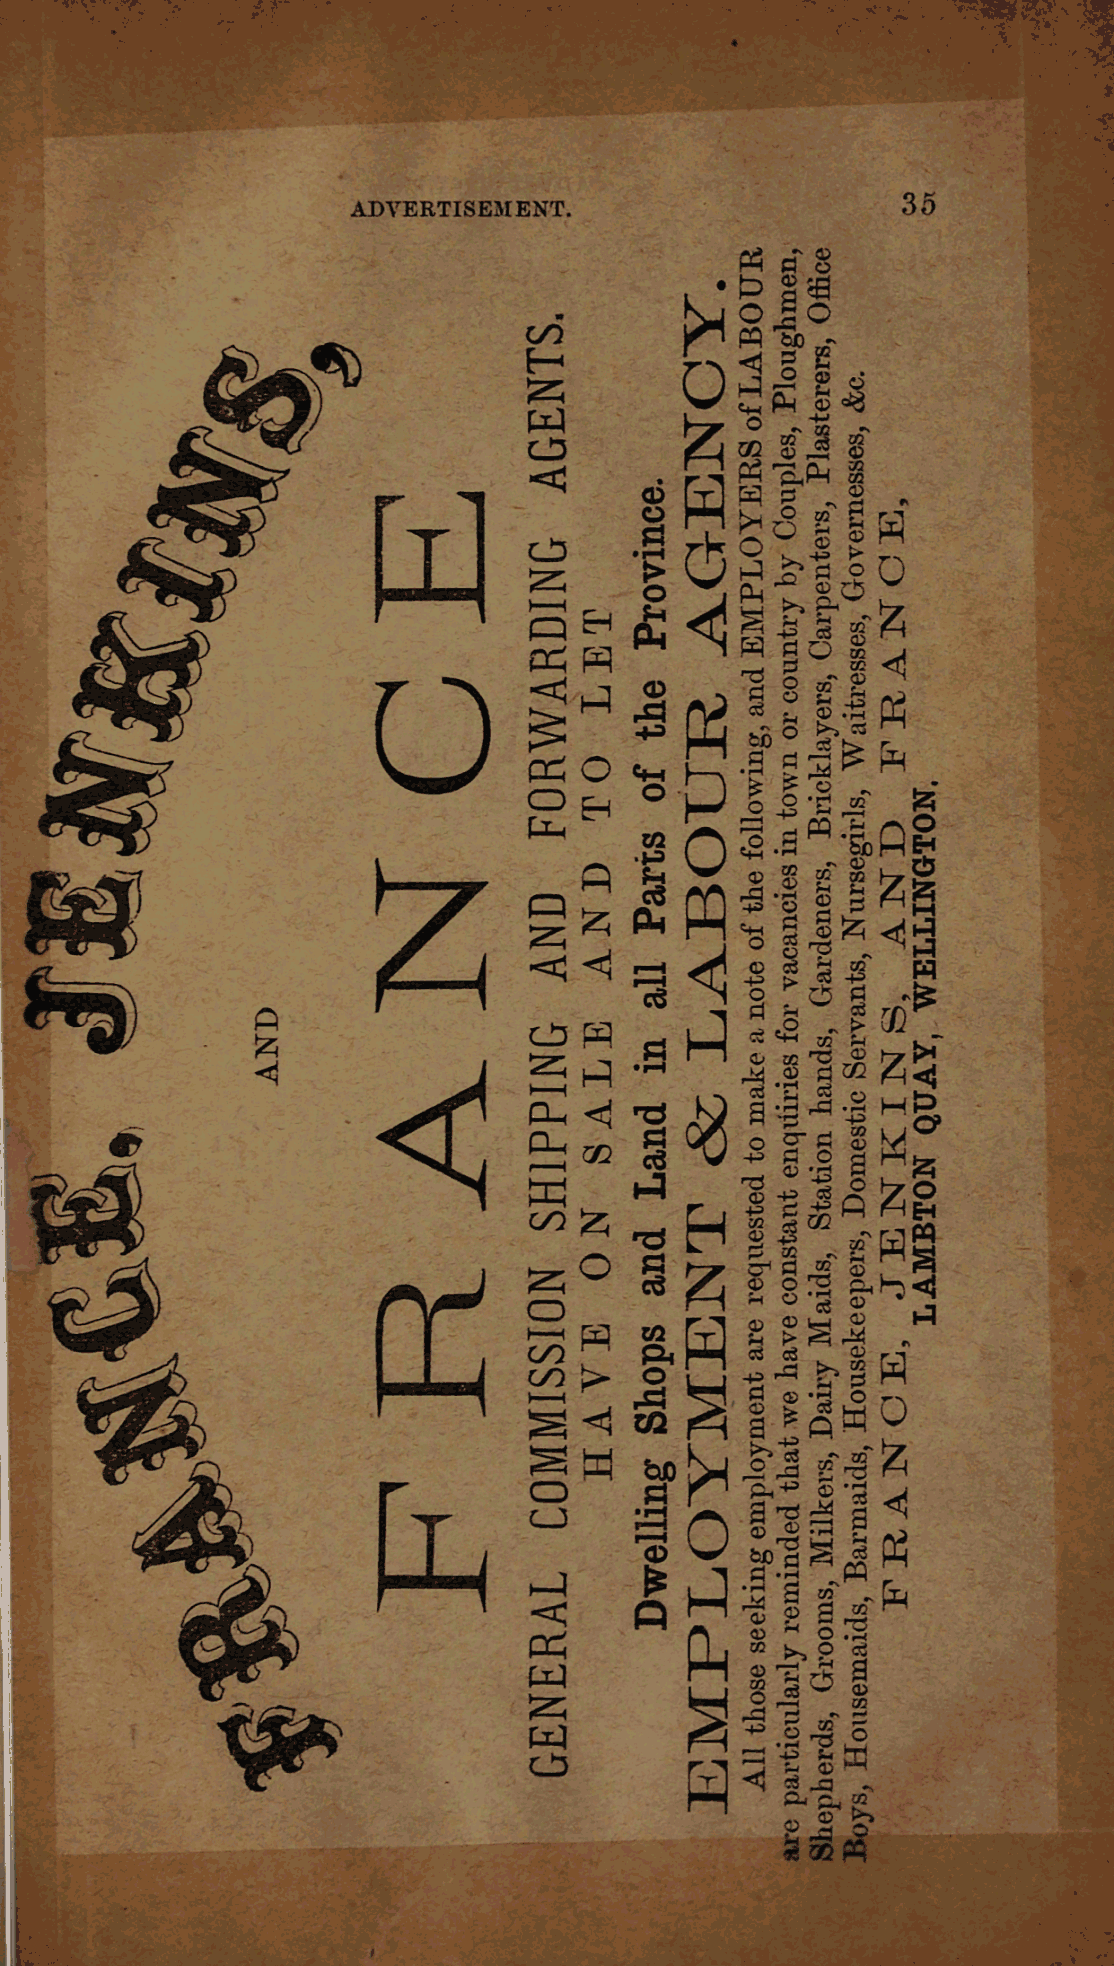 ADVERTISEMENT. 35
FRANCE. JENKINS,
AND
FRANCE
GENERAL COMMISSION SHIPPING AND FORWARDING AGENTS.
HAVE ON SALE AND TO LET
Dwelling Shops and Land in all Parts of the Province.
EMPLOYMENT & LABOUR AGENCY.
All those seeking employment are requested to make a note of the following, and EMPLOYERS of LABOUR
are particularly reminded that we have constant enquiries for vacancies in town or country by Couples, Ploughmen,
Shepherds, Grooms, Milkers, Dairy Maids, Station hands, Gardeners, Bricklayers, Carpenters, Plasterers, Office
Boys, Housemaids, Barmaids, Housekeepers, Domestic Servants, Nursegirls, Waitresses, Governesses, &c.
FRANCE, JENKINS, AND FRANCE,
LAMBTON QUAY, WELLINGTON.